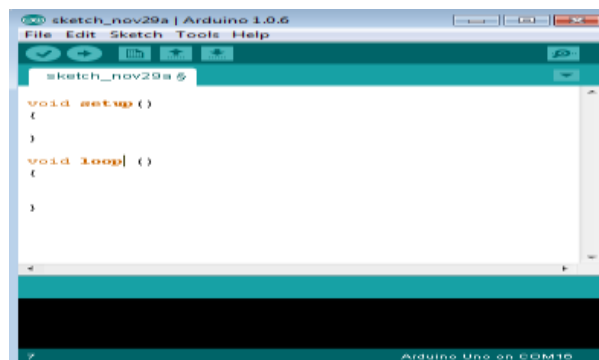 sketch_nov29a | Arduino 1.0.6
File Edit Sketch Tools Help
sketch_nov29a §
void setup()
{
}
void loop ()
{
}
7
Arduino Uno on COM16